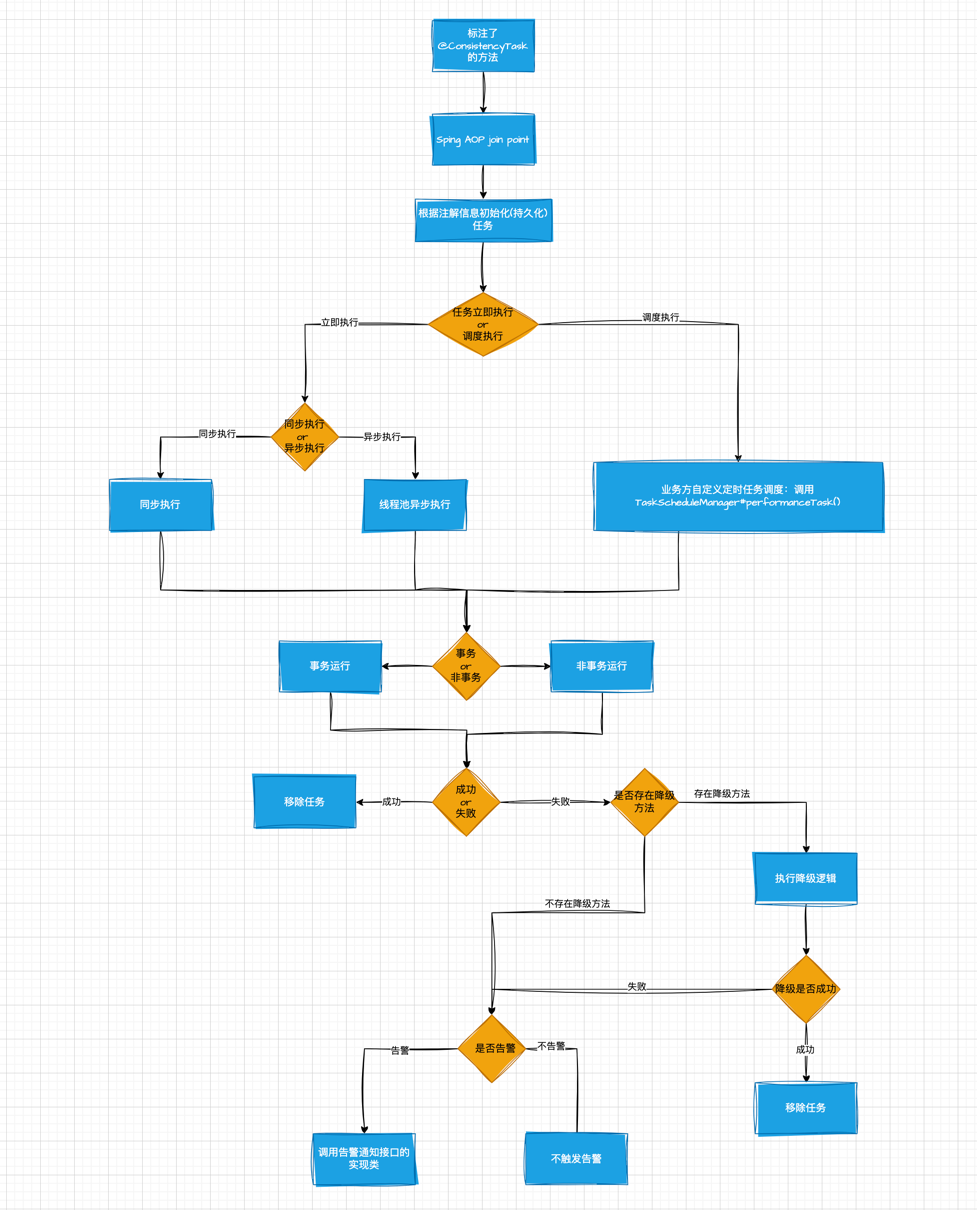 标注了
@ConsistencyTask
的方法
Sping AOP join point
根据注解信息初始化(持久化)
任务
任务立即执行
or
调度执行
立即执行
调度执行
同步执行
or
异步执行
同步执行
异步执行
同步执行
线程池异步执行
业务方自定义定时任务调度：调用
TaskScheduleManager#performanceTask()
事务
or
非事务
事务运行
非事务运行
成功
or
失败
成功
失败
移除任务
是否存在降级
方法
存在降级方法
执行降级逻辑
不存在降级方法
降级是否成功
失败
成功
移除任务
是否告警
告警
不告警
调用告警通知接口的
实现类
不触发告警